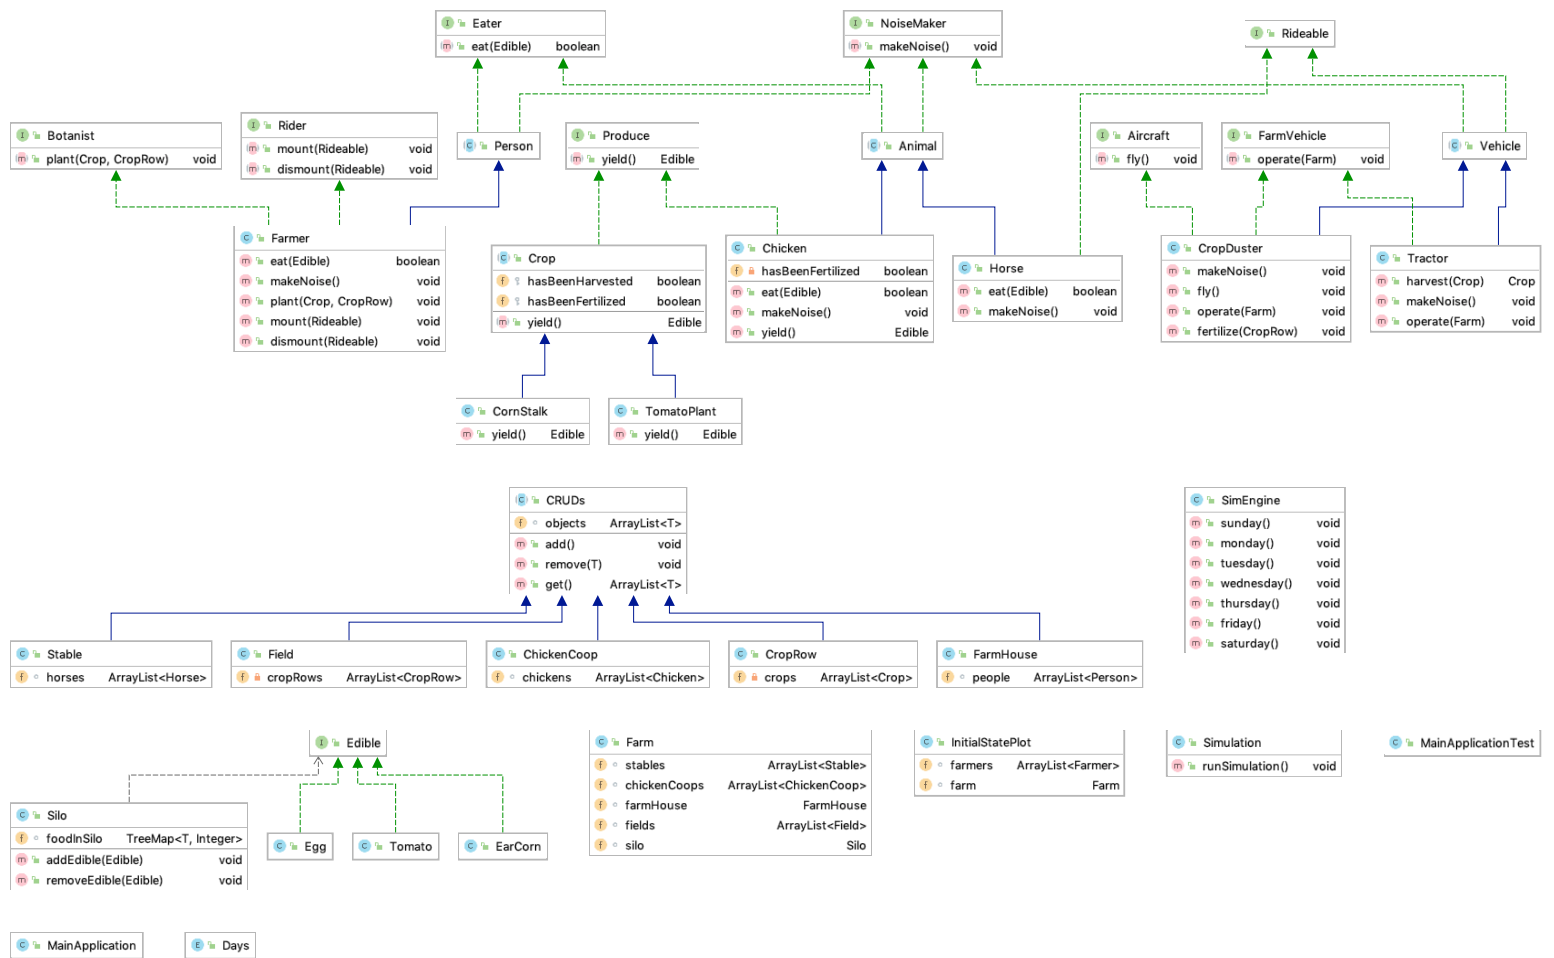 Eater
eat(Edible) boolean
NoiseMaker
makeNoise() void
Rideable
Botanist
plant(Crop, CropRow) void
Rider
mount(Rideable) void
dismount(Rideable) void
Person
Produce
yield() Edible
Animal
Aircraft
fly() void
FarmVehicle
operate(Farm) void
Vehicle
Farmer
eat(Edible) boolean
makeNoise() void
plant(Crop, CropRow) void
mount(Rideable) void
dismount(Rideable) void
Crop
hasBeenHarvested boolean
hasBeenFertilized boolean
yield() Edible
Chicken
hasBeenFertilized boolean
eat(Edible) boolean
makeNoise() void
yield() Edible
Horse
eat(Edible) boolean
makeNoise() void
CropDuster
makeNoise() void
fly() void
operate(Farm) void
fertilize(CropRow) void
Tractor
harvest(Crop) Crop
makeNoise() void
operate(Farm) void
CornStalk
yield() Edible
TomatoPlant
yield() Edible
CRUDs
objects ArrayList<T>
add() void
remove(T) void
get() ArrayList<T>
SimEngine
sunday() void
monday() void
tuesday() void
wednesday() void
thursday() void
friday() void
saturday() void
Stable
horses ArrayList<Horse>
Field
cropRows ArrayList<CropRow>
ChickenCoop
chickens ArrayList<Chicken>
CropRow
crops ArrayList<Crop>
FarmHouse
people ArrayList<Person>
Edible
Silo
foodInSilo TreeMap<T, Integer>
addEdible(Edible) void
removeEdible(Edible) void
Egg
Tomato
EarCorn
Farm
stables ArrayList<Stable>
chickenCoops ArrayList<ChickenCoop>
farmHouse FarmHouse
fields ArrayList<Field>
silo Silo
InitialStatePlot
farmers ArrayList<Farmer>
farm Farm
Simulation
runSimulation() void
MainApplicationTest
MainApplication
Days